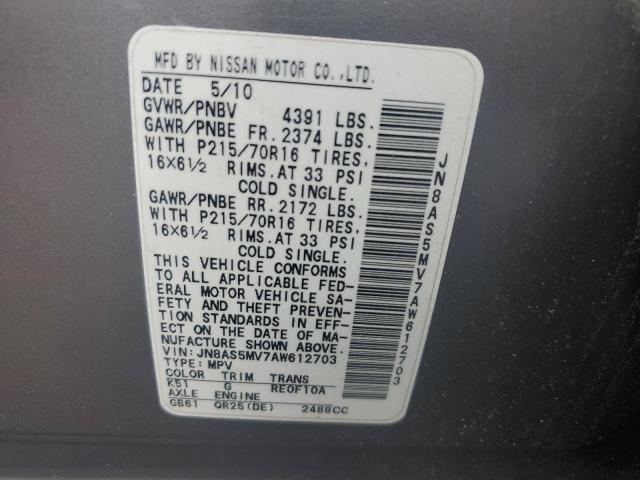 MFD BY NISSAN MOTOR CO.,LTD.
DATE 5/10
GVWR/PNBV 4391 LBS.
GAWR/PNBE FR. 2374 LBS.
WITH P215/70R16 TIRES,
16X6½ RIMS.AT 33 PSI
COLD SINGLE.
GAWR/PNBE RR. 2172 LBS.
WITH P215/70R16 TIRES,
16X6½ RIMS.AT 33 PSI
COLD SINGLE.
THIS VEHICLE CONFORMS
TO ALL APPLICABLE FED-
ERAL MOTOR VEHICLE SA-
FETY AND THEFT PREVEN-
TION STANDARDS IN EFF-
ECT ON THE DATE OF MA-
NUFACTURE SHOWN ABOVE.
VIN: JN8AS5MV7AW612703
TYPE: MPV
COLOR TRIM TRANS
K51 G RE0F10A
AXLE ENGINE
GB61 QR25(DE) 2488CC
JN8AS5MV7AW612703